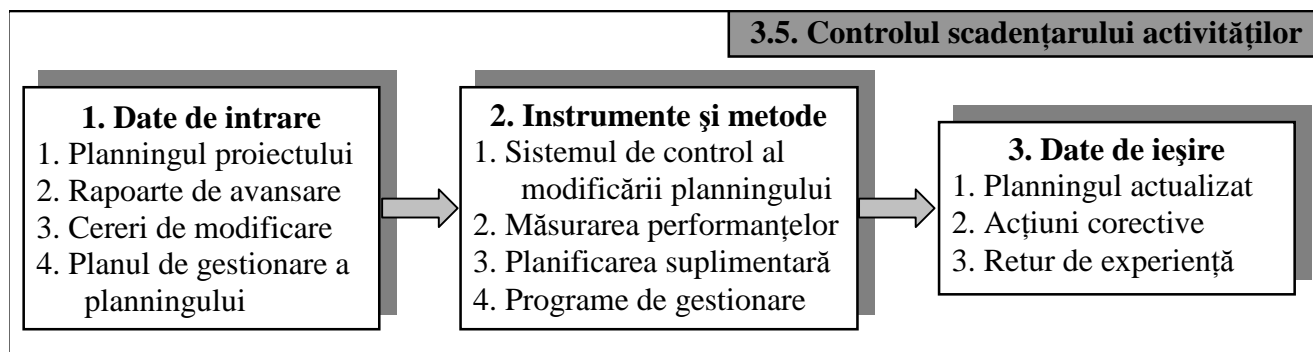 3.5. Controlul scadențarului activităților
1. Date de intrare
1. Planningul proiectului
2. Rapoarte de avansare
3. Cereri de modificare
4. Planul de gestionare a
planningului
2. Instrumente şi metode
1. Sistemul de control al
modificării planningului
2. Măsurarea performanțelor
3. Planificarea suplimentară
4. Programe de gestionare
3. Date de ieşire
1. Planningul actualizat
2. Acțiuni corective
3. Retur de experiență